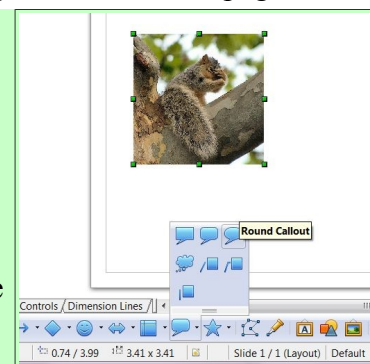 Round Callout
Controls / Dimension Lines /
0.74 / 3.99 3.41 x 3.41 Slide 1 / 1 (Layout) Default